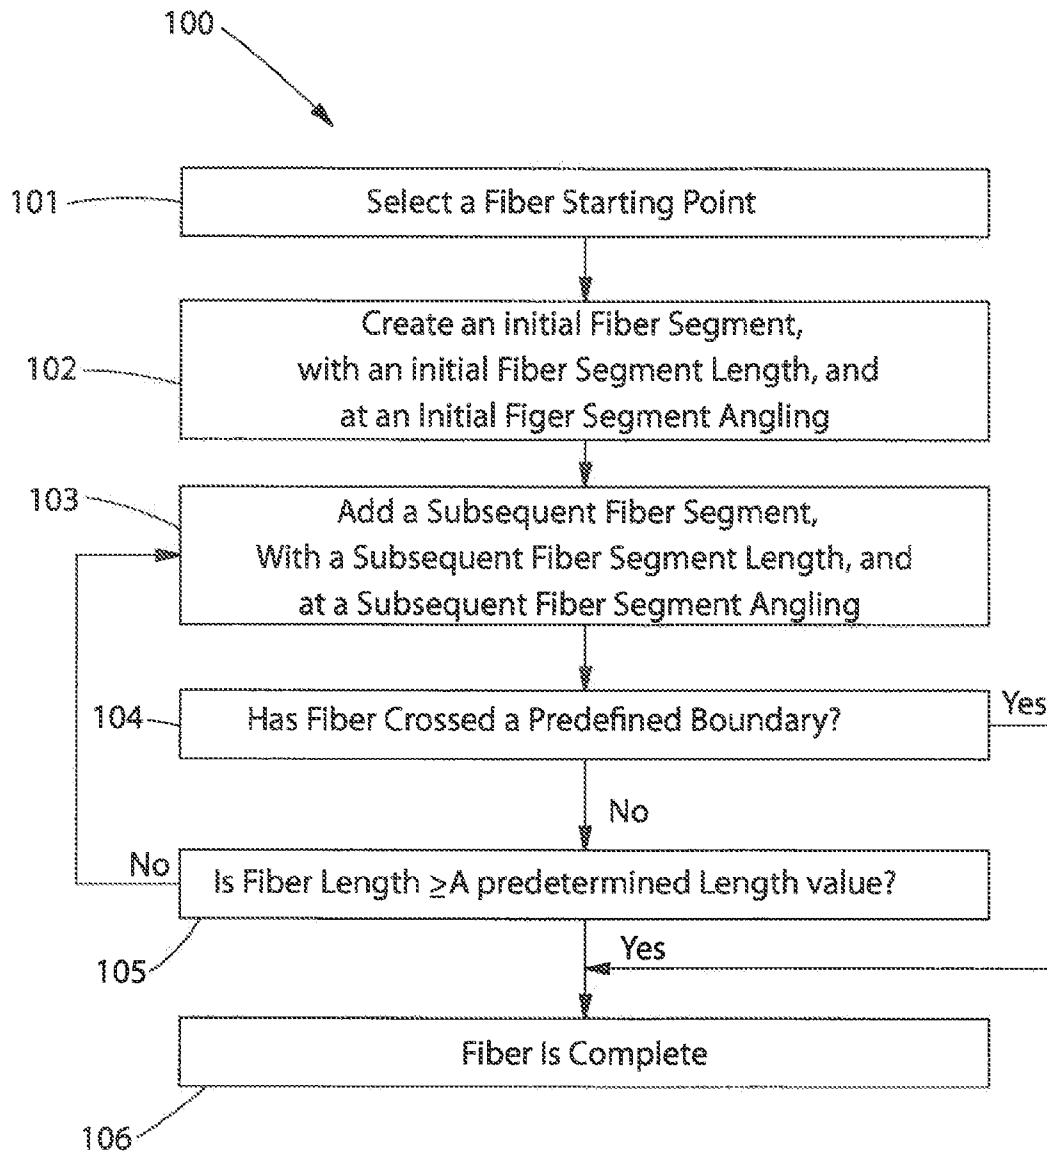 100
101
Select a Fiber Starting Point
102
Create an initial Fiber Segment,
with an initial Fiber Segment Length, and
at an Initial Figer Segment Angling
103
Add a Subsequent Fiber Segment,
With a Subsequent Fiber Segment Length, and
at a Subsequent Fiber Segment Angling
104
Has Fiber Crossed a Predefined Boundary?
Yes
No
No
Is Fiber Length ≥A predetermined Length value?
105
Yes
Fiber Is Complete
106